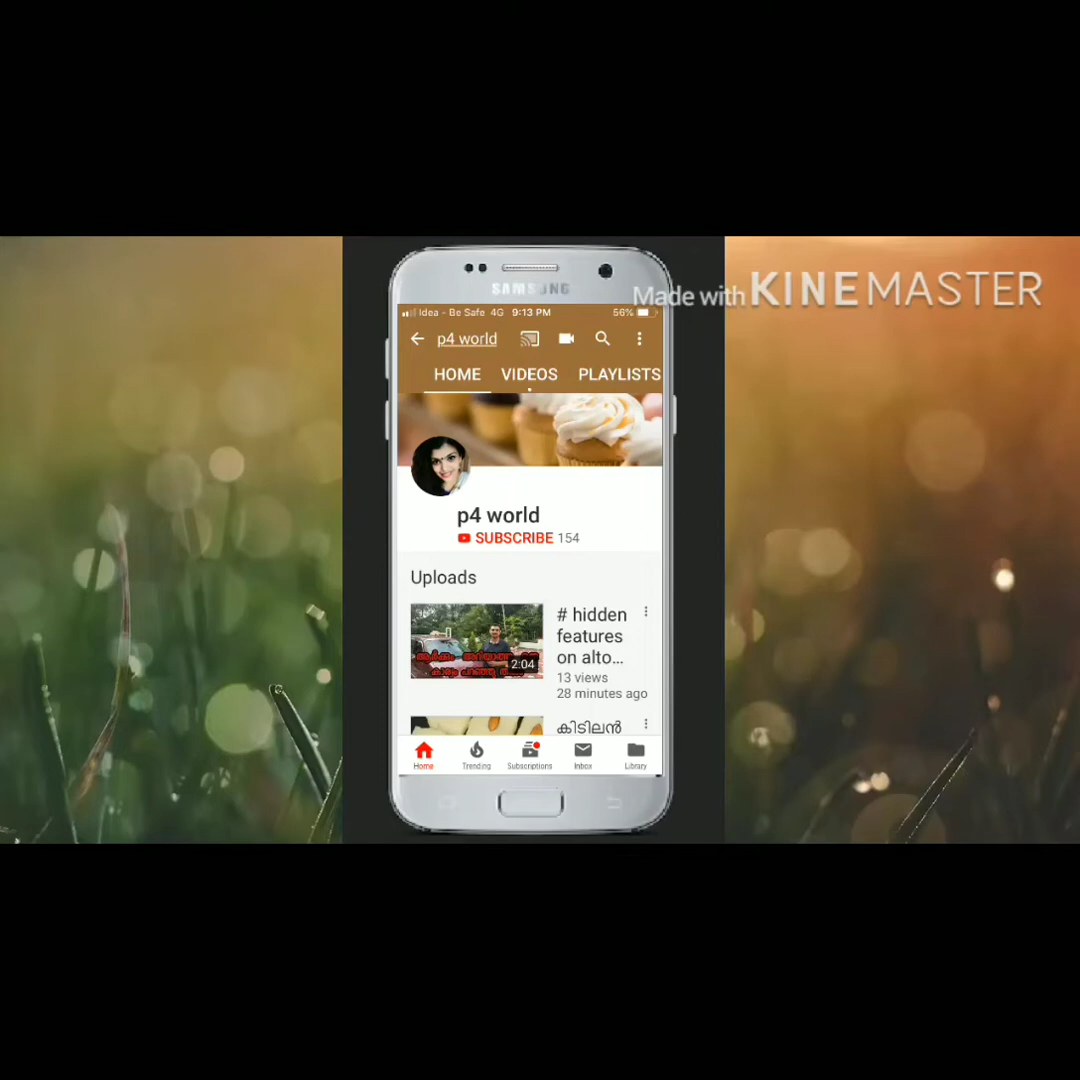 Made with KINEMASTER
SAMSUNG
Idea - Be Safe 4G 9:13 PM 56%
p4 world
HOME VIDEOS PLAYLISTS
p4 world
SUBSCRIBE 154
Uploads
# hidden
features
on alto...
13 views
28 minutes ago
2:04
കിടിലൻ
Home Trending Subscriptions Inbox Library